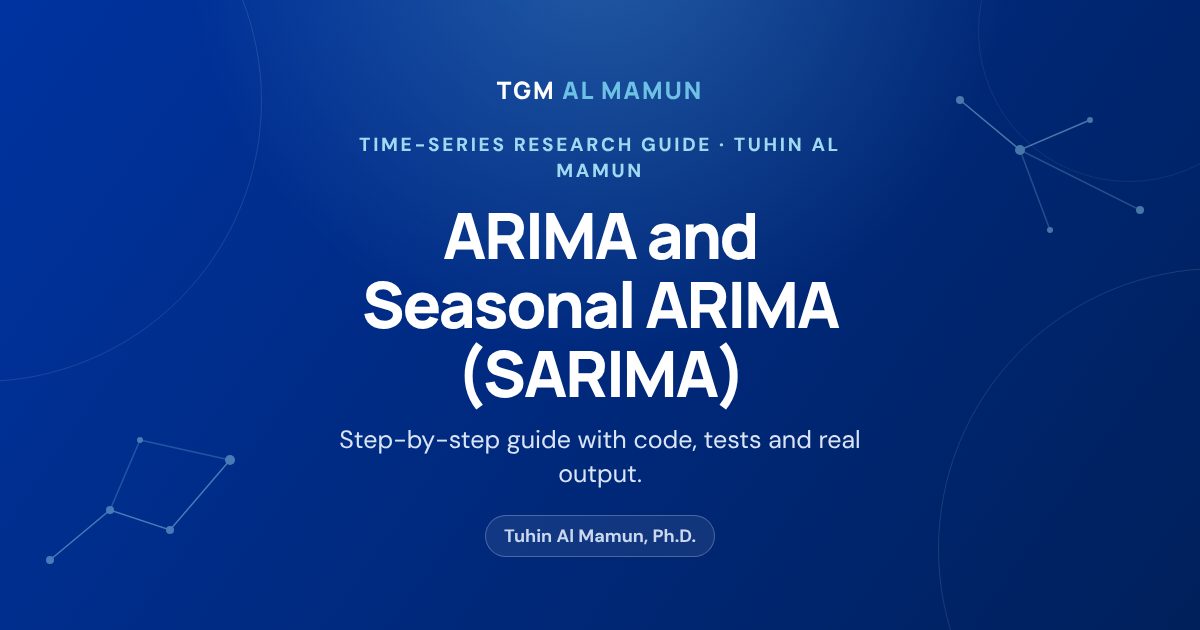 TGM AL MAMUN
TIME-SERIES RESEARCH GUIDE · TUHIN AL
MAMUN
ARIMA and
Seasonal ARIMA
(SARIMA)
Step-by-step guide with code, tests and real
output.
Tuhin Al Mamun, Ph.D.